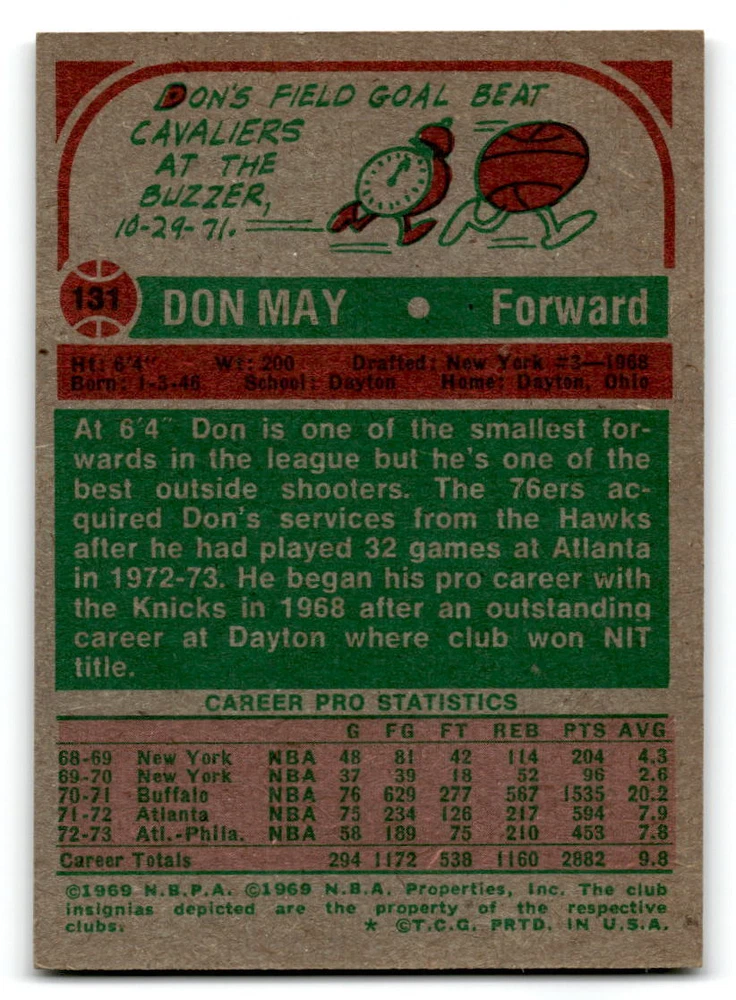 DON'S FIELD GOAL BEAT
CAVALIERS
AT THE
BUZZER,
10-29-71.
131
DON MAY • Forward
Ht: 6'4" Wt: 200 Drafted: New York #3—1968
Born: 1-3-46 School: Dayton Home: Dayton, Ohio
At 6'4" Don is one of the smallest for-
wards in the league but he's one of the
best outside shooters. The 76ers ac-
quired Don's services from the Hawks
after he had played 32 games at Atlanta
in 1972-73. He began his pro career with
the Knicks in 1968 after an outstanding
career at Dayton where club won NIT
title.
CAREER PRO STATISTICS
G FG FT REB PTS AVG
68-69 New York NBA 48 81 42 114 204 4.3
69-70 New York NBA 37 39 18 52 96 2.6
70-71 Buffalo NBA 76 629 277 567 1535 20.2
71-72 Atlanta NBA 75 234 126 217 594 7.9
72-73 Atl.-Phila. NBA 58 189 75 210 453 7.8
Career Totals 294 1172 538 1160 2882 9.8
©1969 N.B.P.A. ©1969 N.B.A. Properties, Inc. The club
insignias depicted are the property of the respective
clubs. * ©T.C.G. PRTD. IN U.S.A.